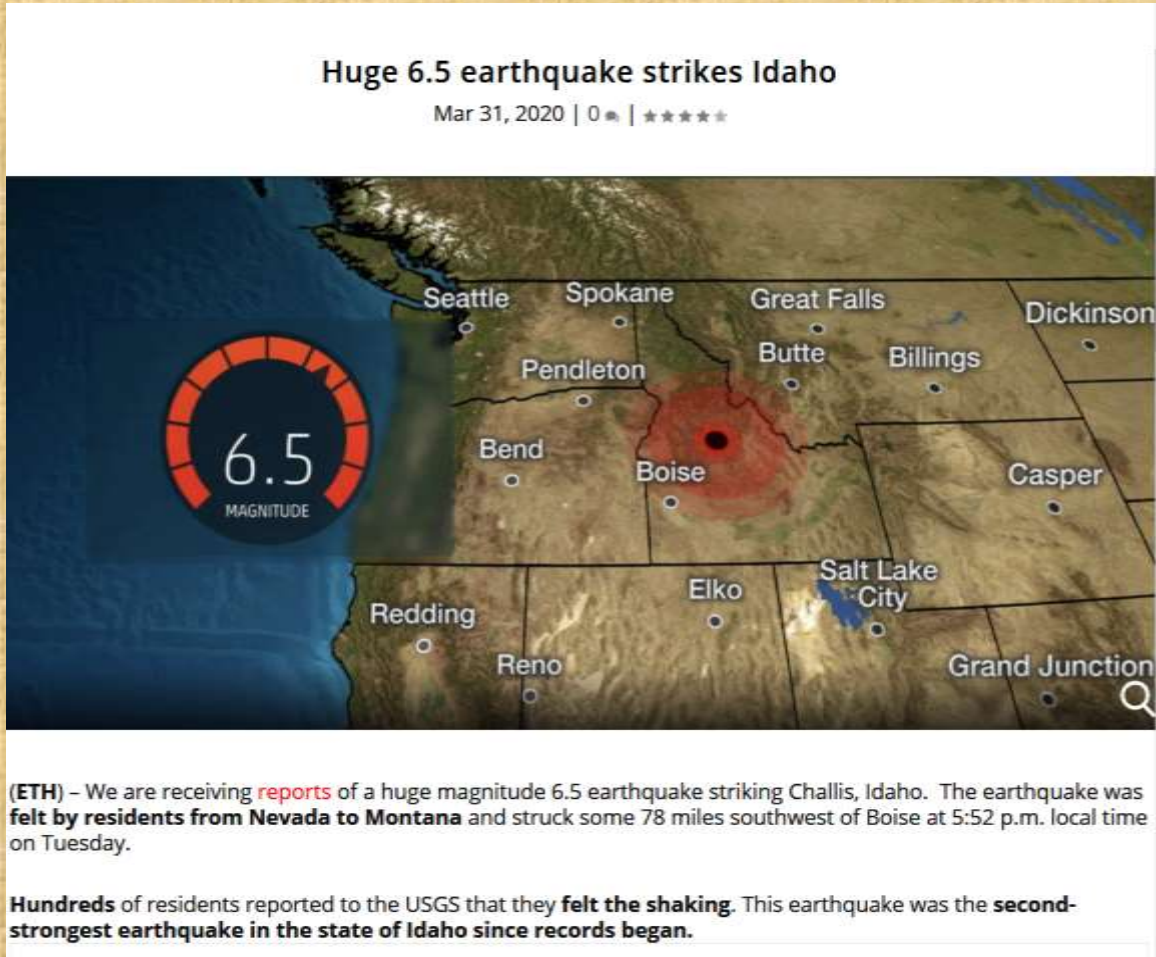 Huge 6.5 earthquake strikes Idaho
Mar 31, 2020 | 0 |
Seattle
Spokane
Great Falls
Dickinson
Pendleton
Butte
Billings
6.5
MAGNITUDE
Bend
Boise
Casper
Redding
Elko
Salt Lake
City
Reno
Grand Junction
(ETH) – We are receiving reports of a huge magnitude 6.5 earthquake striking Challis, Idaho. The earthquake was
felt by residents from Nevada to Montana and struck some 78 miles southwest of Boise at 5:52 p.m. local time
on Tuesday.
Hundreds of residents reported to the USGS that they felt the shaking. This earthquake was the second-
strongest earthquake in the state of Idaho since records began.